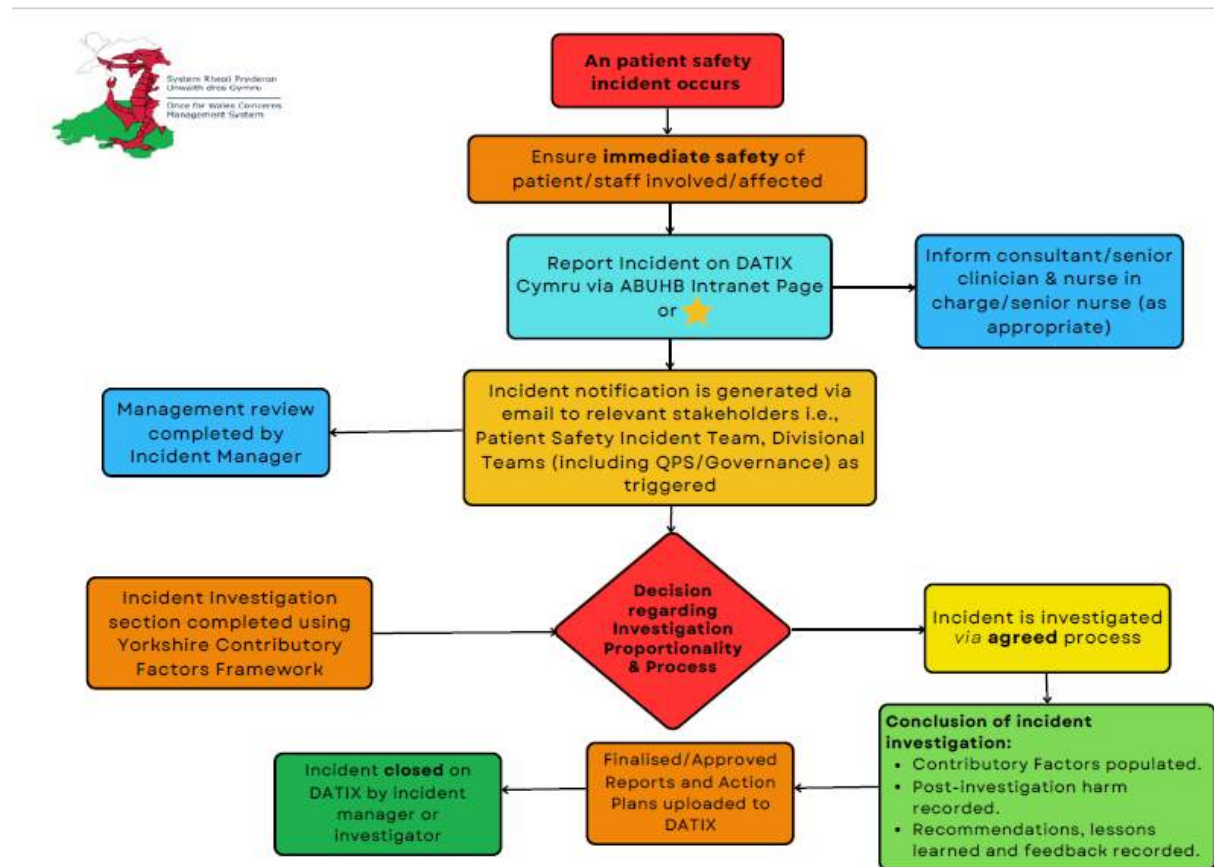 System Rheoli Pryderon
Unwaith dros Gymru
Once for Wales Concerns
Management System
An patient safety
incident occurs
Ensure immediate safety of
patient/staff involved/affected
Report Incident on DATIX
Cymru via ABUHB Intranet Page
or
Inform consultant/senior
clinician & nurse in
charge/senior nurse (as
appropriate)
Incident notification is generated via
email to relevant stakeholders i.e.,
Patient Safety Incident Team, Divisional
Teams (including QPS/Governance) as
triggered
Management review
completed by
Incident Manager
Decision
regarding
Investigation
Proportionality
& Process
Incident Investigation
section completed using
Yorkshire Contributory
Factors Framework
Incident is investigated
via agreed process
Conclusion of incident
investigation:
• Contributory Factors populated.
• Post-investigation harm
recorded.
• Recommendations, lessons
learned and feedback recorded.
Finalised/Approved
Reports and Action
Plans uploaded to
DATIX
Incident closed on
DATIX by incident
manager or
investigator